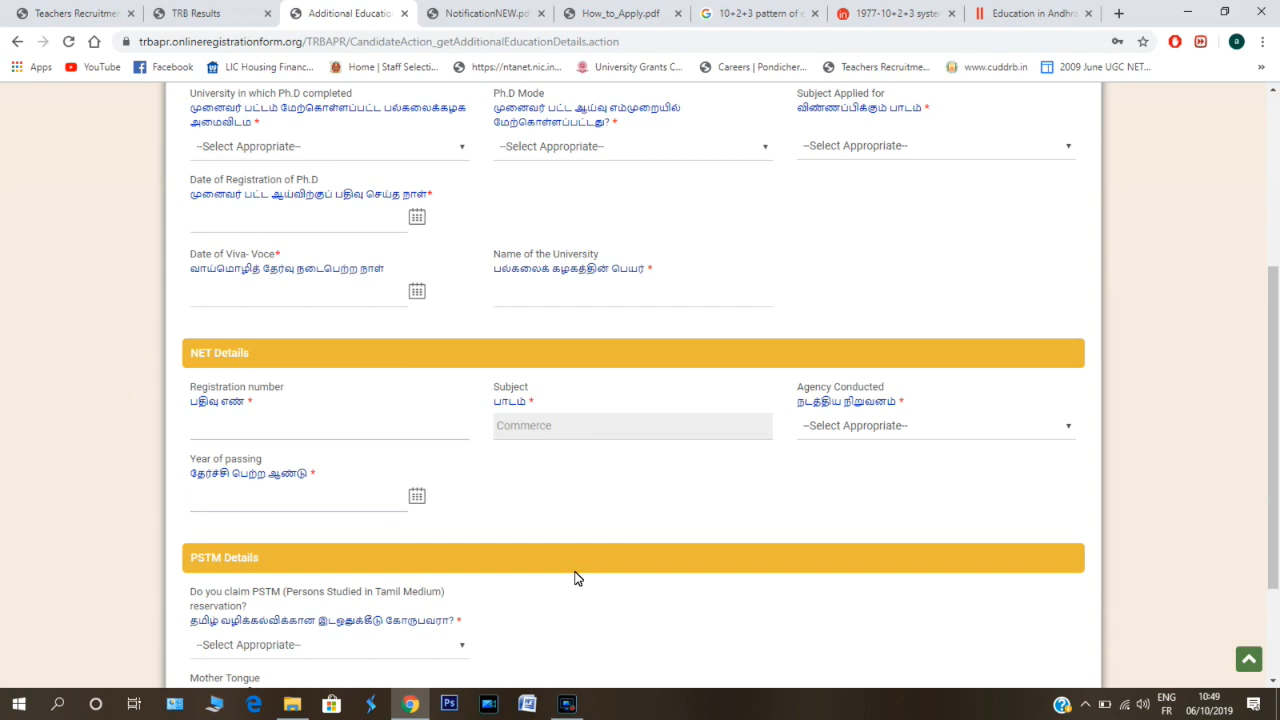 Teachers Recruitmen
TRB Results
Additional Educatio
NotificationNEW.pd
How_to_Apply.pdf
10+2+3 pattern of e
1977-10+2+3 syste
Education in Andhra
trbapr.onlineregistrationform.org/TRBAPR/CandidateAction_getAdditionalEducationDetails.action
Apps
YouTube
Facebook
LIC Housing Financ...
Home | Staff Selecti...
https://ntanet.nic.in...
University Grants C...
Careers | Pondicher...
Teachers Recruitme...
www.cuddrb.in
2009 June UGC NET...
University in which Ph.D completed
முனைவர் பட்டம் மேற்கொள்ளப்பட்ட பல்கலைக்கழக
அமைவிடம *
--Select Appropriate--
Ph.D Mode
முனைவர் பட்ட ஆய்வு எம்முறையில்
மேற்கொள்ளப்பட்டது? *
--Select Appropriate--
Subject Applied for
விண்ணப்பிக்கும் பாடம் *
--Select Appropriate--
Date of Registration of Ph.D
முனைவர் பட்ட ஆய்விற்குப் பதிவு செய்த நாள்*
Date of Viva- Voce*
வாய்மொழித் தேர்வு நடைபெற்ற நாள்
Name of the University
பல்கலைக் கழகத்தின் பெயர் *
NET Details
Registration number
பதிவு எண் *
Subject
பாடம் *
Commerce
Agency Conducted
நடத்திய நிறுவனம் *
--Select Appropriate--
Year of passing
தேர்ச்சி பெற்ற ஆண்டு *
PSTM Details
Do you claim PSTM (Persons Studied in Tamil Medium)
reservation?
தமிழ் வழிக்கல்விக்கான இடஒதுக்கீடு கோருபவரா? *
--Select Appropriate--
Mother Tongue
ENG
FR
10:49
06/10/2019